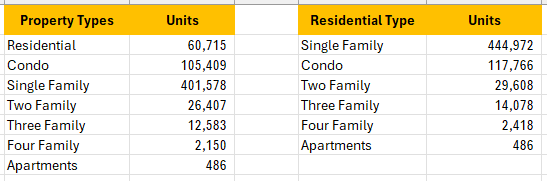 Property Types Units Residential Type Units
Residential 60,715 Single Family 444,972
Condo 105,409 Condo 117,766
Single Family 401,578 Two Family 29,608
Two Family 26,407 Three Family 14,078
Three Family 12,583 Four Family 2,418
Four Family 2,150 Apartments 486
Apartments 486